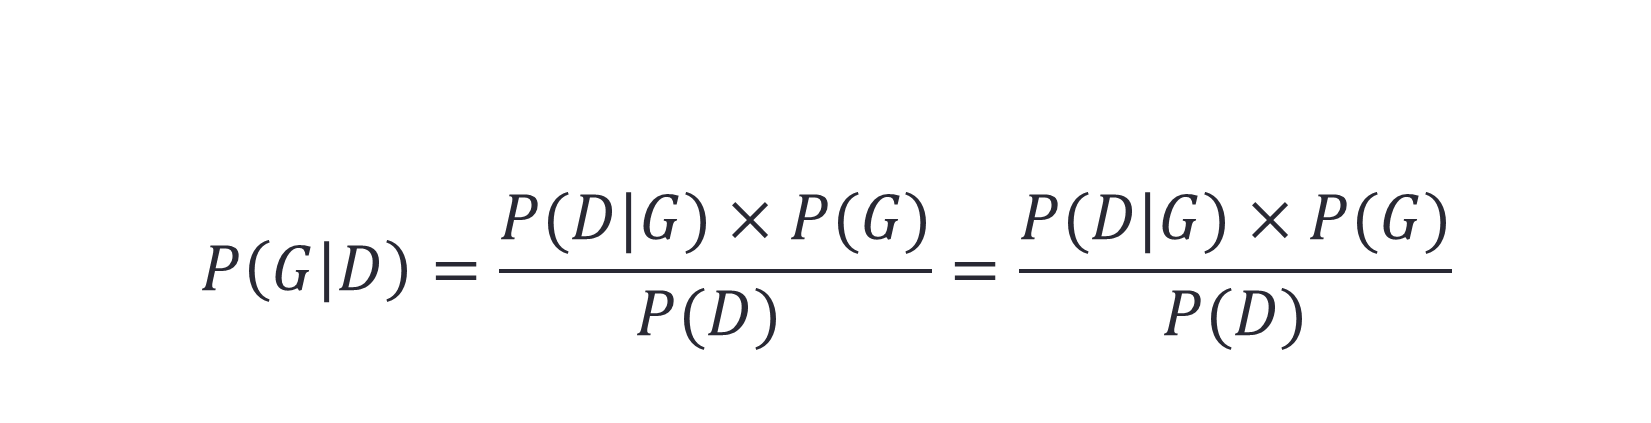 P(G|D) = P(D|G) × P(G) / P(D) = P(D|G) × P(G) / P(D)